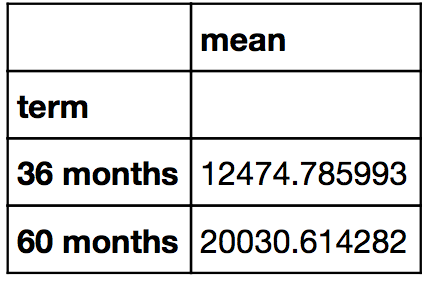 mean
term
36 months 12474.785993
60 months 20030.614282